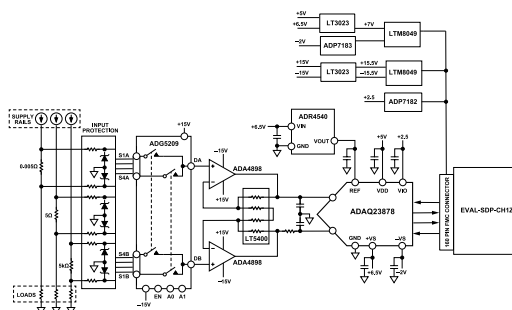 +5V
+6.5V
LT3023
+7V
LTM8049
–2V
ADP7183
+15V
–15V
LT3023
+15.5V
–15.5V
LTM8049
+2.5
ADP7182
SUPPLY
RAILS
INPUT
PROTECTION
ADG5209
+15V
+6.5V
ADR4540
VIN
GND
VOUT
0.005Ω
5Ω
5kΩ
LOADS
S1A
S4A
S4B
S1B
DA
DB
–15V
EN
A0
A1
–15V
+15V
ADA4898
LT5400
+15V
–15V
ADA4898
+5V
+2.5
REF
VDD
VIO
ADAQ23878
GND
+VS
–VS
+6.5V
–2V
160 PIN FMC CONNECTOR
EVAL-SDP-CH1Z